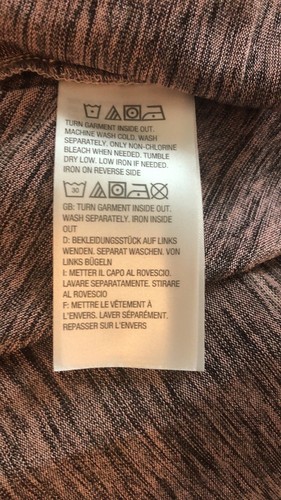 TURN GARMENT INSIDE OUT.
MACHINE WASH COLD. WASH
SEPARATELY. ONLY NON-CHLORINE
BLEACH WHEN NEEDED. TUMBLE
DRY LOW. LOW IRON IF NEEDED.
IRON ON REVERSE SIDE
30
GB: TURN GARMENT INSIDE OUT.
WASH SEPARATELY. IRON INSIDE
OUT
D: BEKLEIDUNGSSTÜCK AUF LINKS
WENDEN. SEPARAT WASCHEN. VON
LINKS BÜGELN
I: METTER IL CAPO AL ROVESCIO.
LAVARE SEPARATAMENTE. STIRARE
AL ROVESCIO
F: METTRE LE VÊTEMENT À
L'ENVERS. LAVER SÉPARÉMENT.
REPASSER SUR L'ENVERS